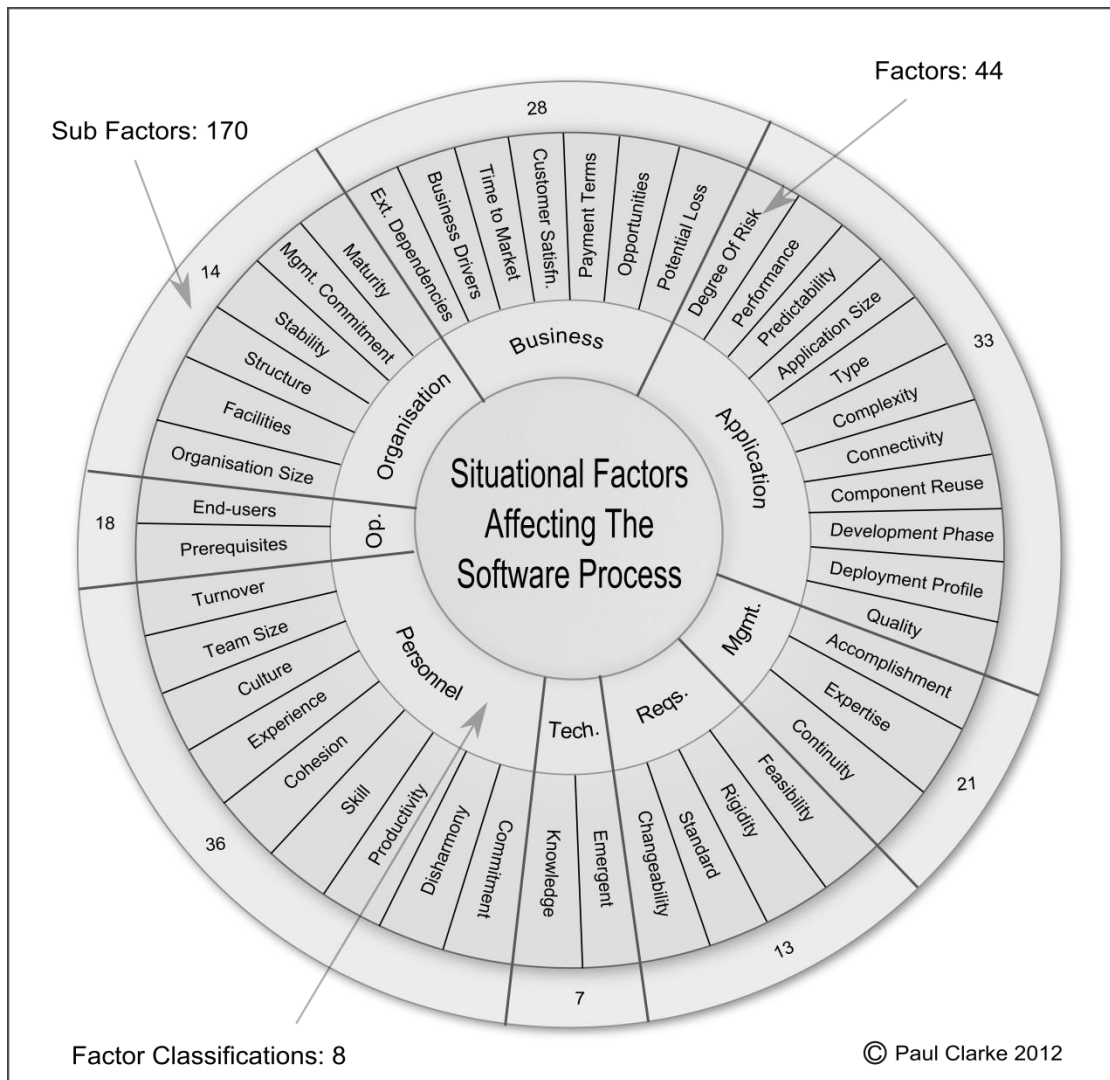 Factors: 44
Sub Factors: 170
28
33
21
13
7
36
18
14
Ext. Dependencies
Business Drivers
Time to Market
Customer Satisfn.
Payment Terms
Opportunities
Potential Loss
Degree Of Risk
Performance
Predictability
Application Size
Type
Complexity
Connectivity
Component Reuse
Development Phase
Deployment Profile
Quality
Accomplishment
Expertise
Continuity
Feasibility
Rigidity
Standard
Changeability
Emergent
Knowledge
Commitment
Disharmony
Productivity
Skill
Cohesion
Experience
Culture
Team Size
Turnover
Prerequisites
End-users
Organisation Size
Facilities
Structure
Stability
Mgmt. Commitment
Maturity
Business
Application
Mgmt.
Reqs.
Tech.
Personnel
Op.
Organisation
Situational Factors
Affecting The
Software Process
Factor Classifications: 8
© Paul Clarke 2012